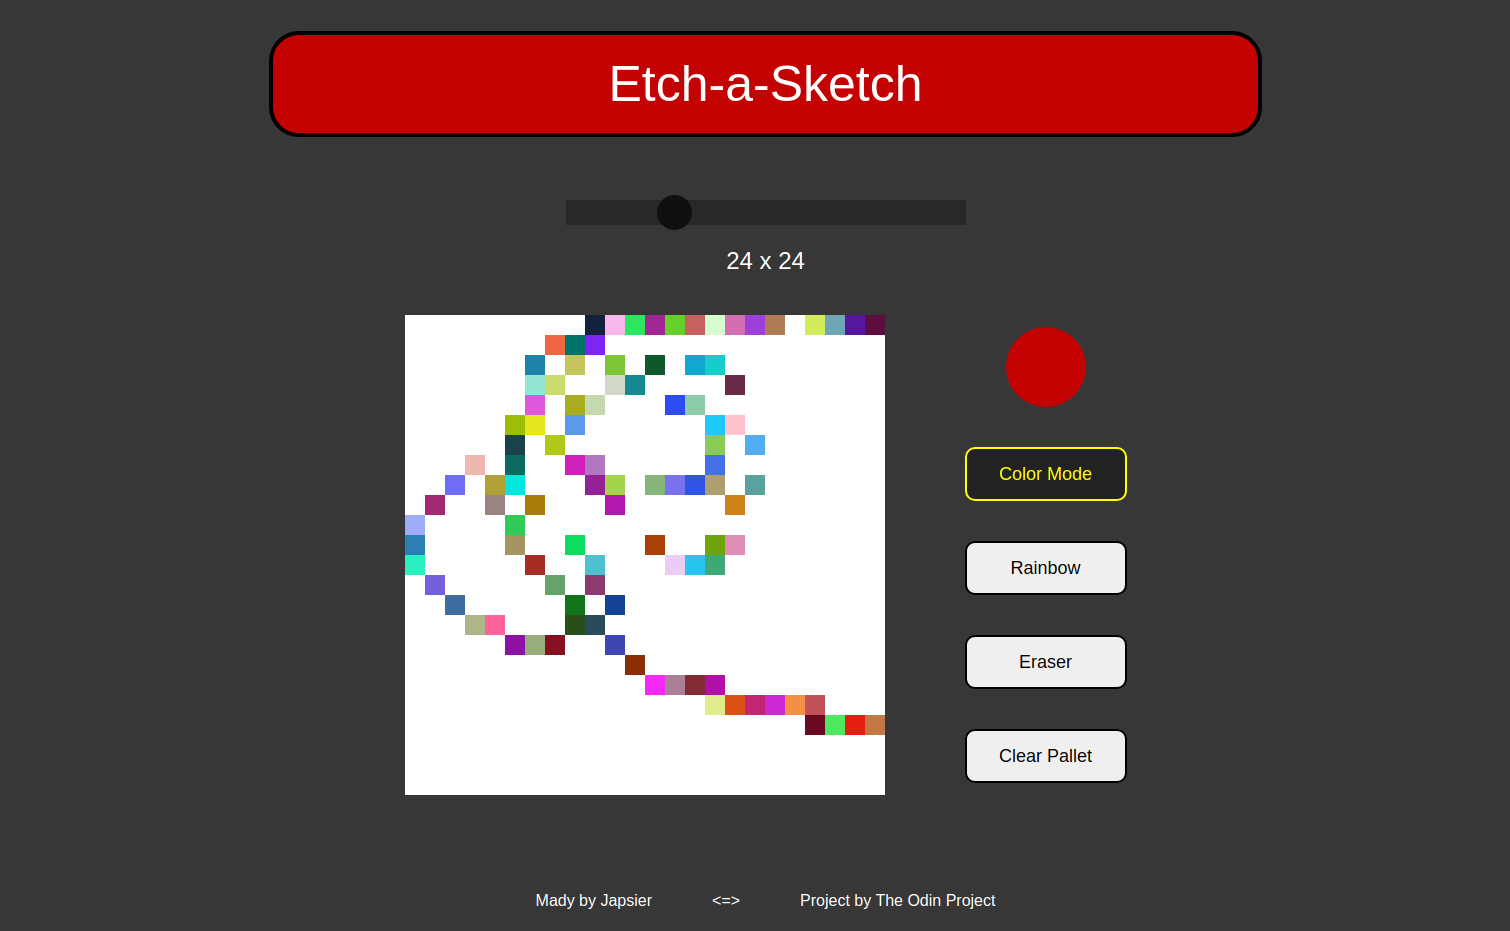 Etch-a-Sketch
24 x 24
Color Mode
Rainbow
Eraser
Clear Pallet
Mady by Japsier <=> Project by The Odin Project